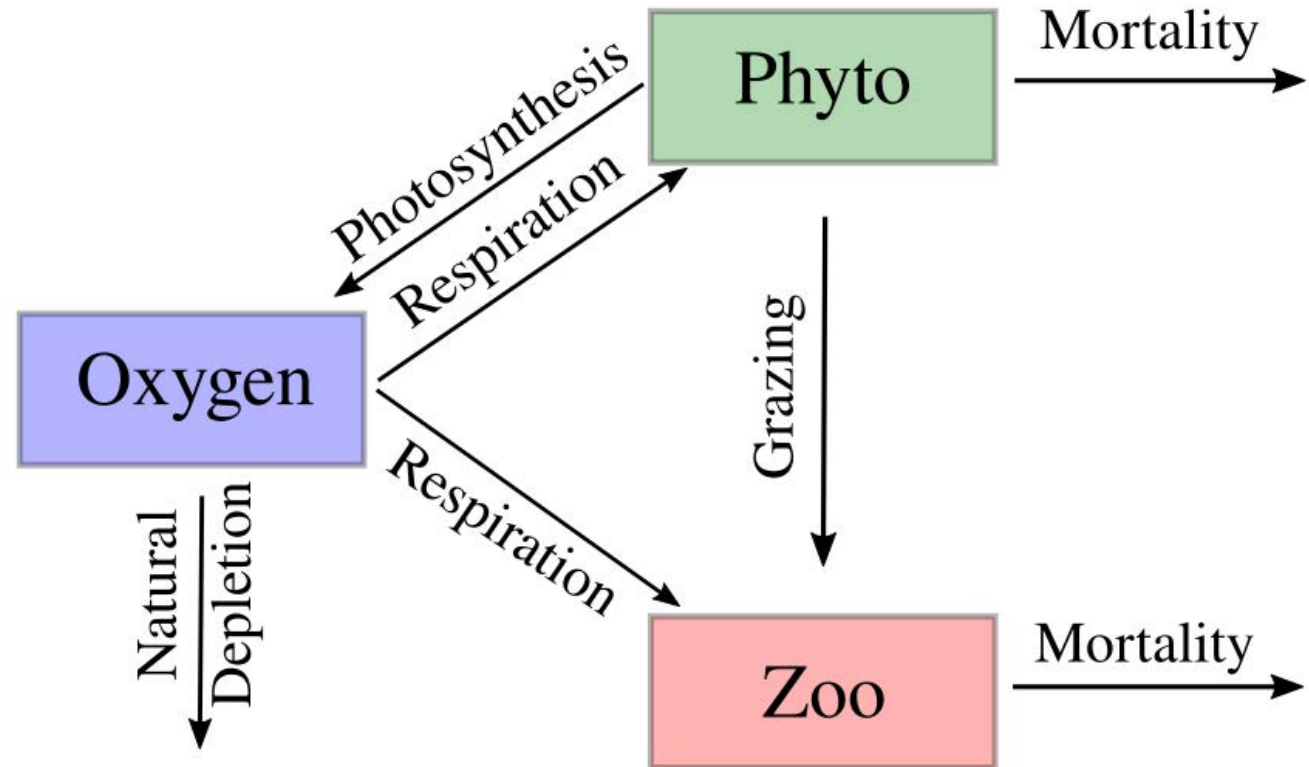 Mortality
Phyto
Photosynthesis
Respiration
Oxygen
Grazing
Respiration
Natural
Depletion
Mortality
Zoo